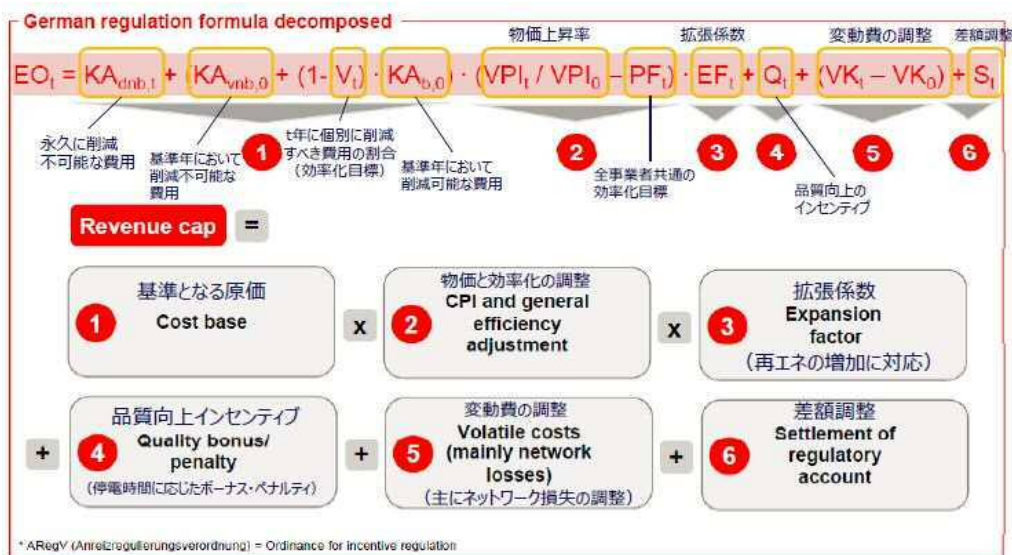 German regulation formula decomposed
物価上昇率
拡張係数
変動費の調整
差額調整
EOt = KAdnb,t + (KAvnb,0 + (1- Vt) · KAb,0) · (VPIt / VPI0 – PFt) · EFt + Qt + (VKt – VK0) + St
永久に削減
不可能な費用
基準年において
削減不可能な
費用
1
t年に個別に削減
すべき費用の割合
(効率化目標)
基準年において
削減可能な費用
2
全事業者共通の
効率化目標
3
4
品質向上の
インセンティブ
5
6
Revenue cap =
1
基準となる原価
Cost base
x
2
物価と効率化の調整
CPI and general
efficiency
adjustment
x
3
拡張係数
Expansion
factor
(再エネの増加に対応)
+
4
品質向上インセンティブ
Quality bonus/
penalty
(停電時間に応じたボーナス・ペナルティ)
+
5
変動費の調整
Volatile costs
(mainly network
losses)
(主にネットワーク損失の調整)
+
6
差額調整
Settlement of
regulatory
account
* ARegV (Anreizregulierungsverordnung) = Ordinance for incentive regulation